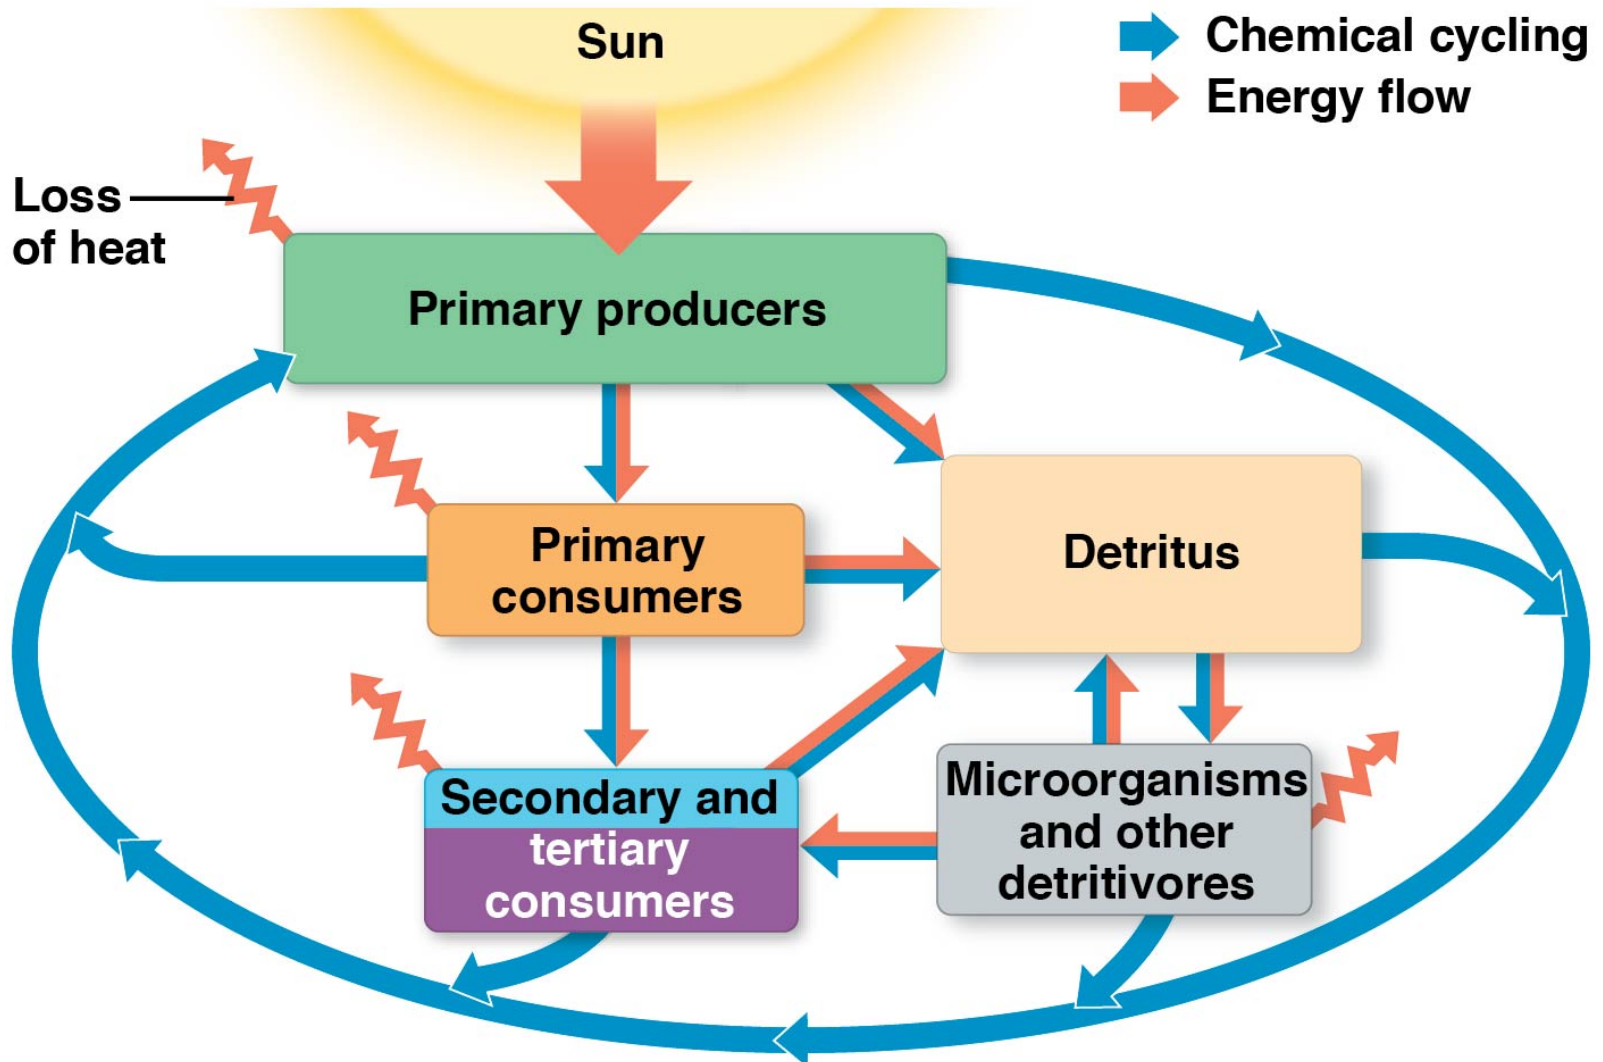 Sun
Chemical cycling
Energy flow
Loss
of heat
Primary producers
Primary
consumers
Detritus
Secondary and
tertiary
consumers
Microorganisms
and other
detritivores